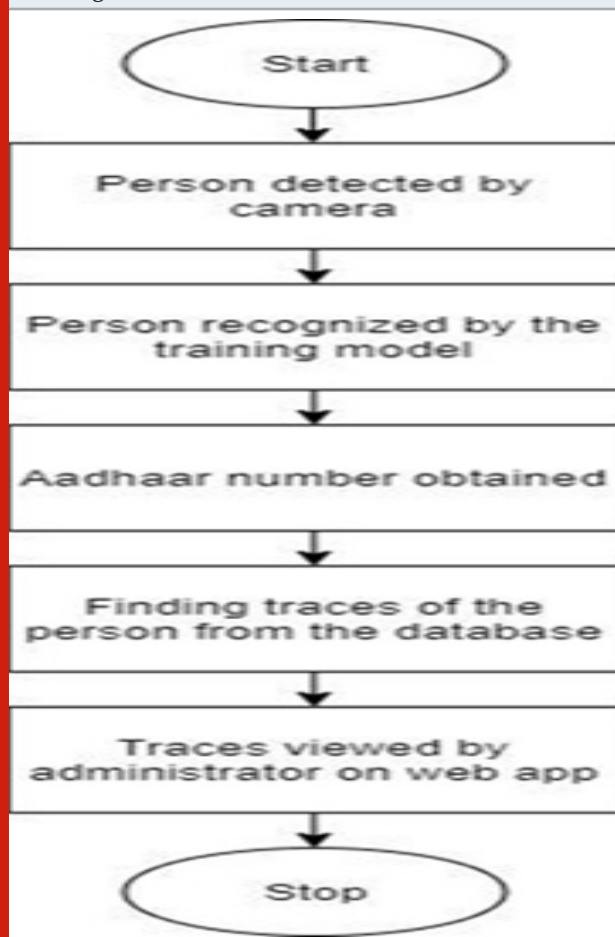 Start
Person detected by
camera
Person recognized by the
training model
Aadhaar number obtained
Finding traces of the
person from the database
Traces viewed by
administrator on web app
Stop